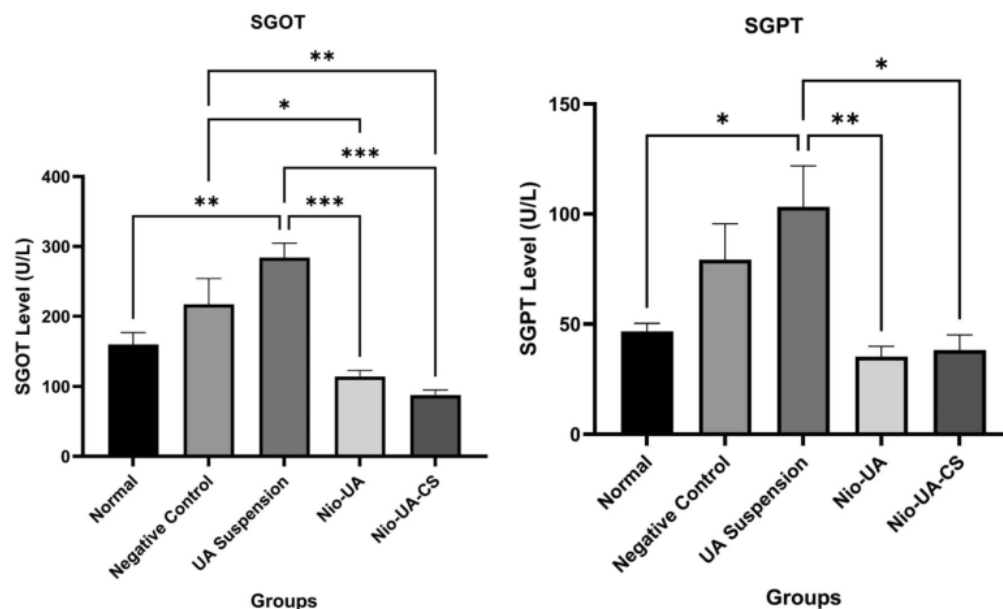 SGOT
**
*
***
** ***
400
300
200
100
0
SGOT Level (U/L)
Normal
Negative Control
UA Suspension
Nio-UA
Nio-UA-CS
Groups
SGPT
*
* **
150
100
50
0
SGPT Level (U/L)
Normal
Negative Control
UA Suspension
Nio-UA
Nio-UA-CS
Groups